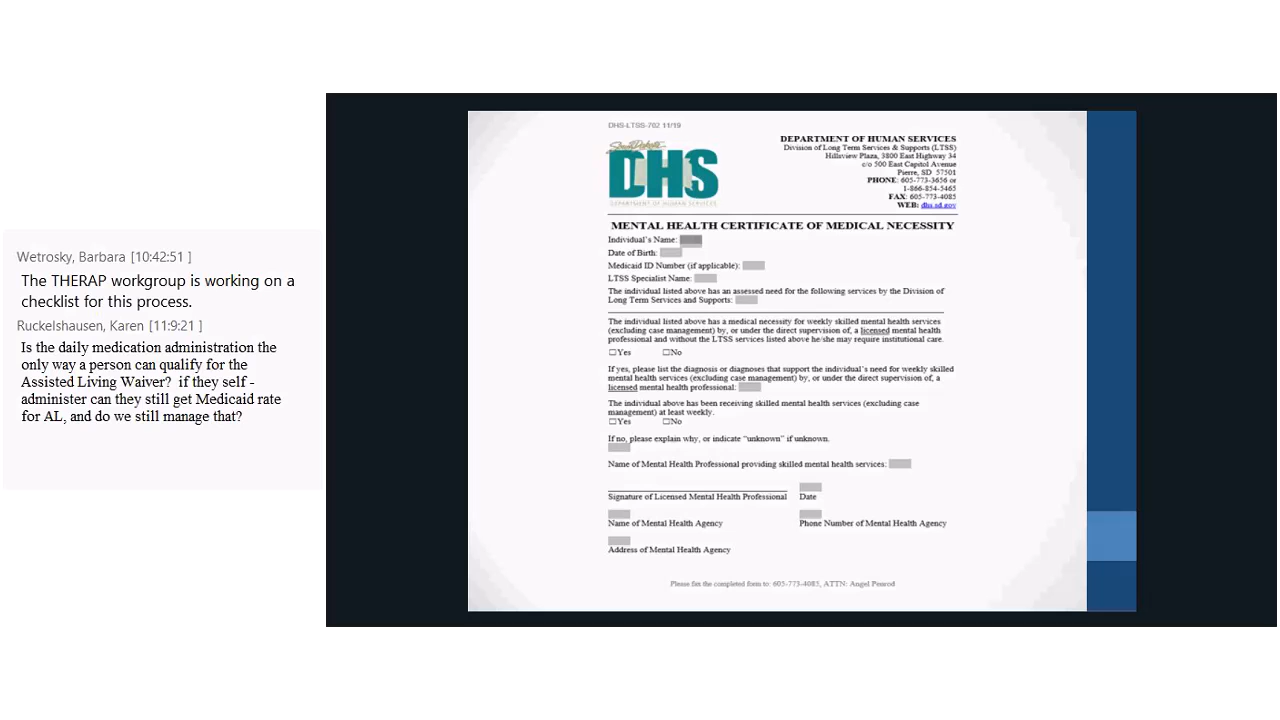 Wetrosky, Barbara [10:42:51 ]
The THERAP workgroup is working on a
checklist for this process.
Ruckelshausen, Karen [11:9:21 ]
Is the daily medication administration the
only way a person can qualify for the
Assisted Living Waiver? if they self -
administer can they still get Medicaid rate
for AL, and do we still manage that?
DHS-LTSS-702 11/19
South Dakota
DHS
DEPARTMENT OF HUMAN SERVICES
DEPARTMENT OF HUMAN SERVICES
Division of Long Term Services & Supports (LTSS)
Hillsview Plaza, 3800 East Highway 34
c/o 500 East Capitol Avenue
Pierre, SD 57501
PHONE: 605-773-3656 or
1-866-854-5465
FAX: 605-773-4085
WEB: dhs.sd.gov
MENTAL HEALTH CERTIFICATE OF MEDICAL NECESSITY
Individual's Name:
Date of Birth:
Medicaid ID Number (if applicable):
LTSS Specialist Name:
The individual listed above has an assessed need for the following services by the Division of
Long Term Services and Supports:
The individual listed above has a medical necessity for weekly skilled mental health services
(excluding case management) by, or under the direct supervision of, a licensed mental health
professional and without the LTSS services listed above he/she may require institutional care.
☐Yes ☐No
If yes, please list the diagnosis or diagnoses that support the individual's need for weekly skilled
mental health services (excluding case management) by, or under the direct supervision of, a
licensed mental health professional:
The individual above has been receiving skilled mental health services (excluding case
management) at least weekly.
☐Yes ☐No
If no, please explain why, or indicate "unknown" if unknown.
Name of Mental Health Professional providing skilled mental health services:
Signature of Licensed Mental Health Professional Date
Name of Mental Health Agency Phone Number of Mental Health Agency
Address of Mental Health Agency
Please fax the completed form to: 605-773-4085, ATTN: Angel Penrod